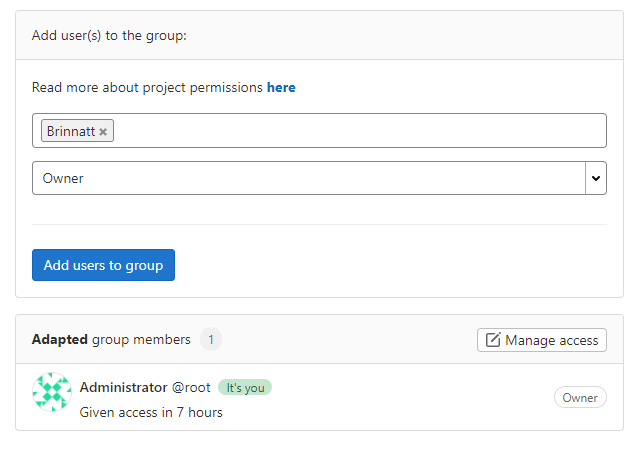 Add user(s) to the group:
Read more about project permissions here
Brinnatt ×
Owner
Add users to group
Adapted group members 1
Manage access
Administrator @root It's you
Given access in 7 hours
Owner